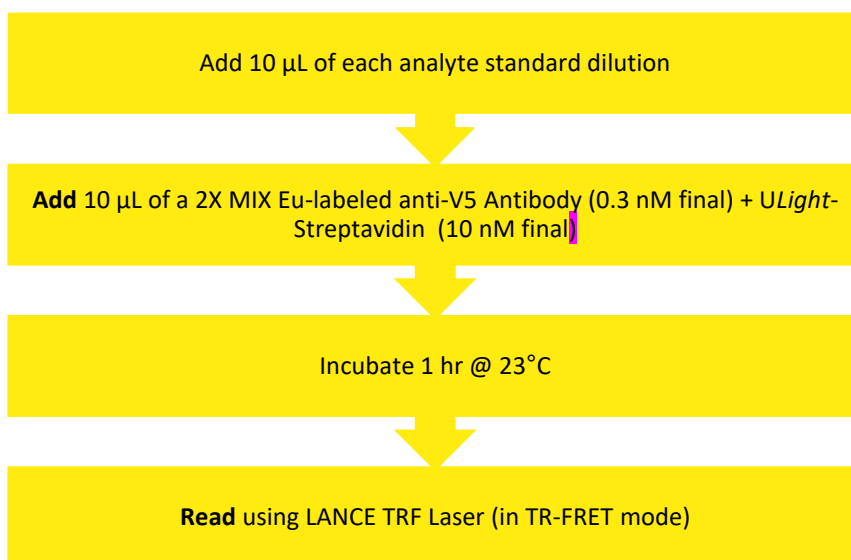 Add 10 µL of each analyte standard dilution
Add 10 µL of a 2X MIX Eu-labeled anti-V5 Antibody (0.3 nM final) + ULight-
Streptavidin (10 nM final)
Incubate 1 hr @ 23°C
Read using LANCE TRF Laser (in TR-FRET mode)